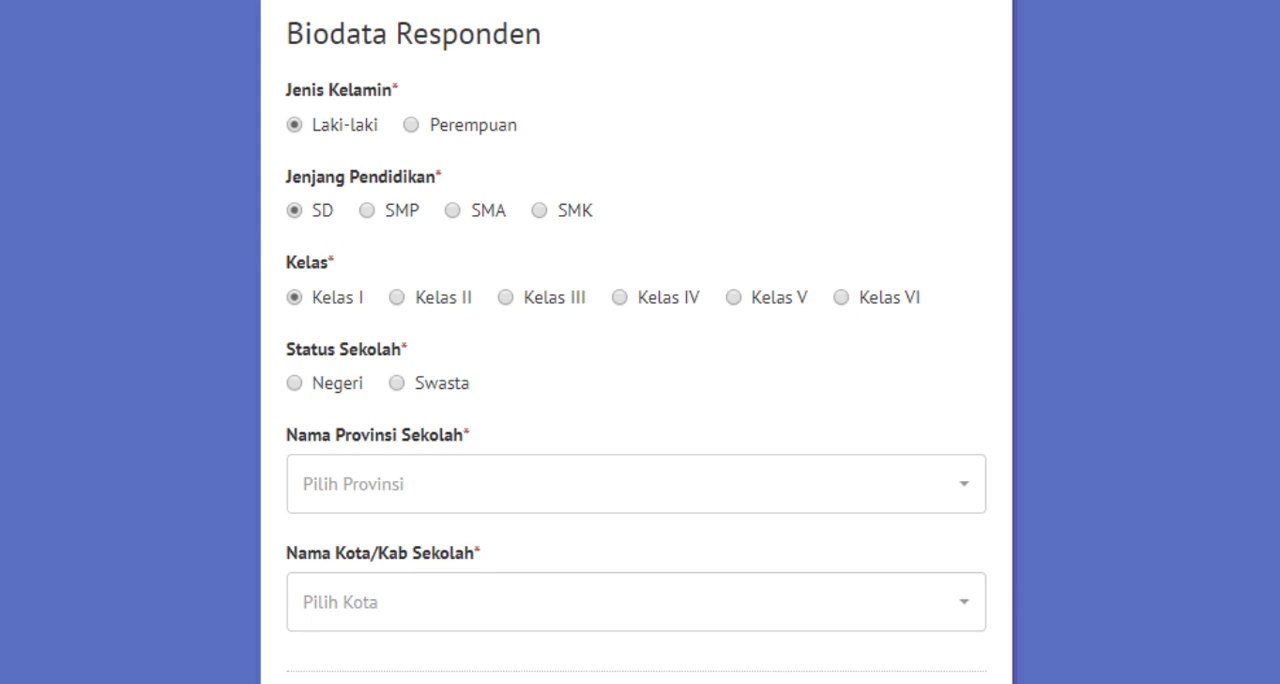 Biodata Responden
Jenis Kelamin*
Laki-laki Perempuan
Jenjang Pendidikan*
SD SMP SMA SMK
Kelas*
Kelas I Kelas II Kelas III Kelas IV Kelas V Kelas VI
Status Sekolah*
Negeri Swasta
Nama Provinsi Sekolah*
Pilih Provinsi
Nama Kota/Kab Sekolah*
Pilih Kota